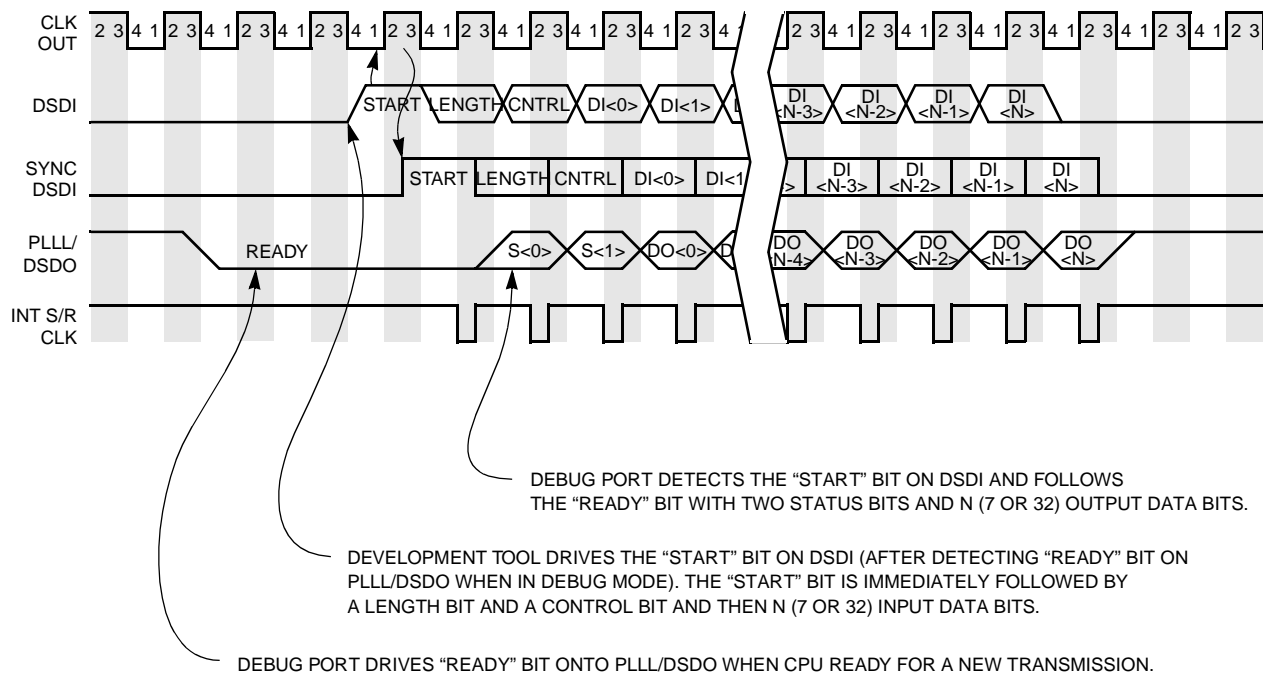 CLK
OUT
2 3 4 1 2 3 4 1 2 3 4 1 2 3 4 1 2 3 4 1 2 3 4 1 2 3 4 1 2 3 4 1 2 3 4 1 2 3 4 1 2 3 4 1 2 3 4 1 2 3 4 1 2 3 4 1 2 3 4 1 2 3
DSDI
START LENGTH CNTRL DI<0> DI<1> DI <N-3> DI <N-2> DI <N-1> DI <N>
SYNC
DSDI
START LENGTH CNTRL DI<0> DI<1 DI <N-3> DI <N-2> DI <N-1> DI <N>
PLLL/
DSDO
READY S<0> S<1> DO<0> DO <N-4> DO <N-3> DO <N-2> DO <N-1> DO <N>
INT S/R
CLK
DEBUG PORT DETECTS THE “START” BIT ON DSDI AND FOLLOWS
THE “READY” BIT WITH TWO STATUS BITS AND N (7 OR 32) OUTPUT DATA BITS.
DEVELOPMENT TOOL DRIVES THE “START” BIT ON DSDI (AFTER DETECTING “READY” BIT ON
PLLL/DSDO WHEN IN DEBUG MODE). THE “START” BIT IS IMMEDIATELY FOLLOWED BY
A LENGTH BIT AND A CONTROL BIT AND THEN N (7 OR 32) INPUT DATA BITS.
DEBUG PORT DRIVES “READY” BIT ONTO PLLL/DSDO WHEN CPU READY FOR A NEW TRANSMISSION.